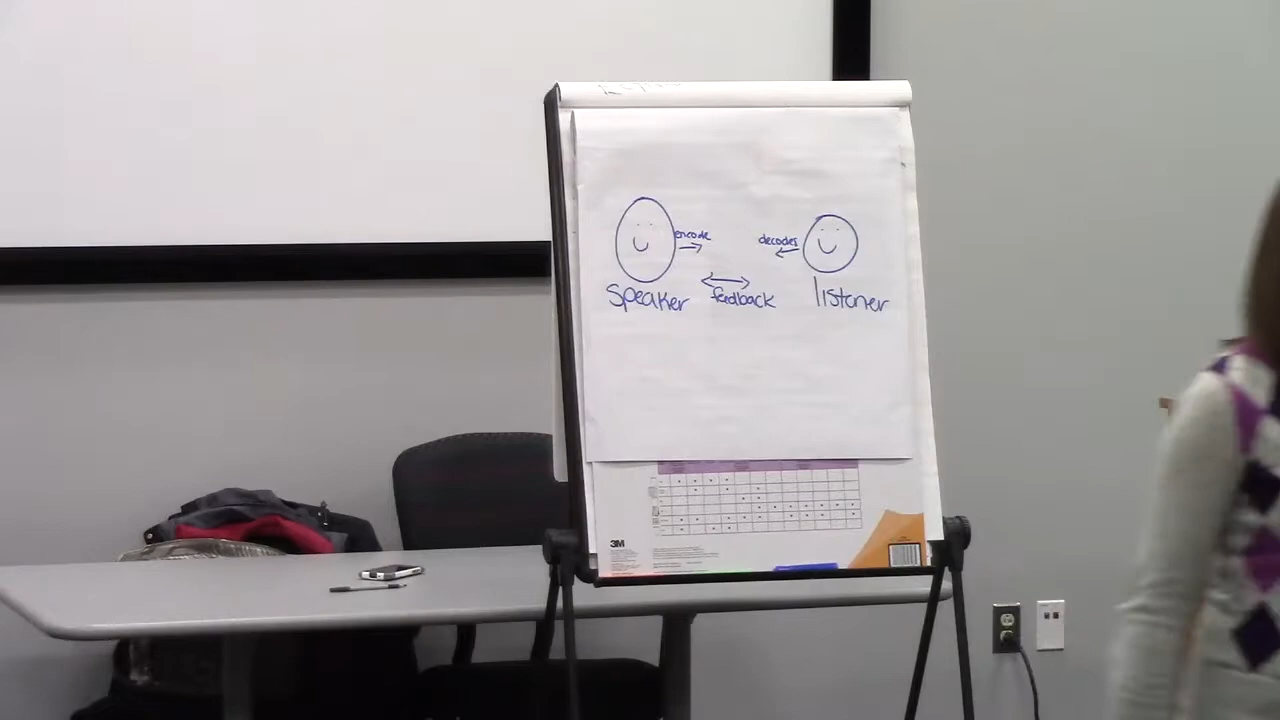 encode
decodes
speaker
feedback
listener
3M